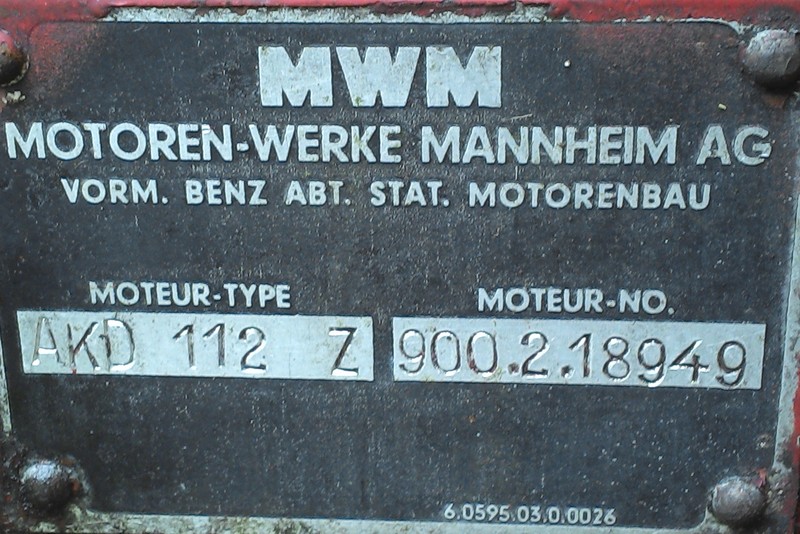 MWM
MOTOREN-WERKE MANNHEIM AG
VORM. BENZ ABT. STAT. MOTORENBAU
MOTEUR-TYPE MOTEUR-NO.
AKD 112 Z 900.2.18949
6.0595.03.0.0026